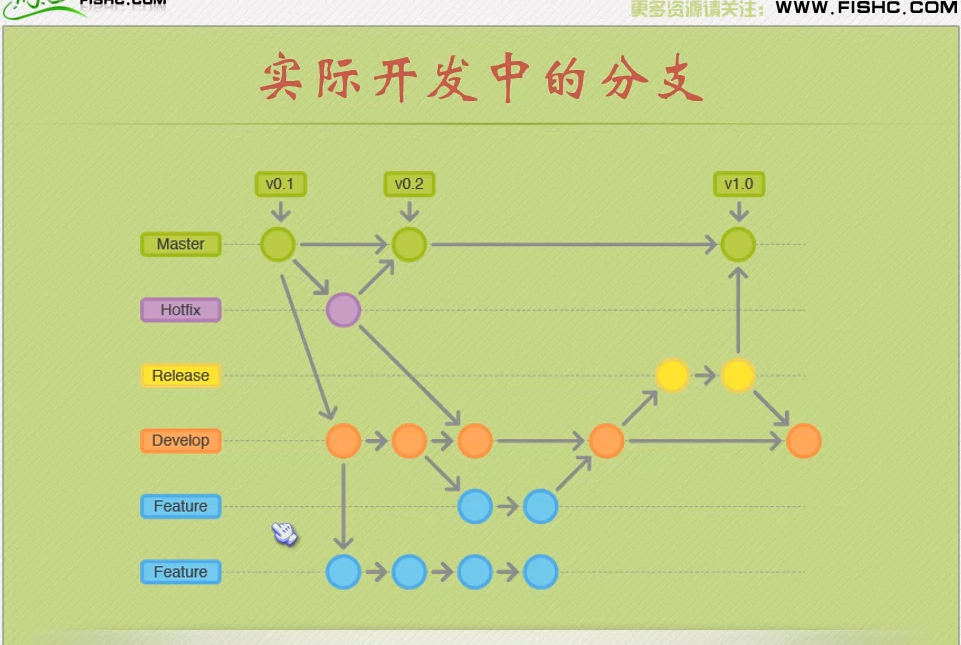 FISHC.COM
更多资源请关注: WWW.FISHC.COM
实际开发中的分支
v0.1 v0.2 v1.0
Master
Hotfix
Release
Develop
Feature
Feature